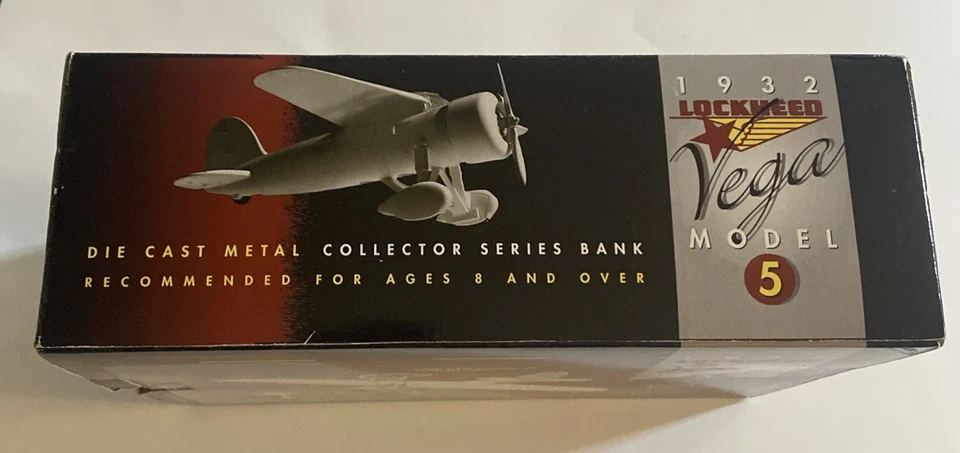 DIE CAST METAL COLLECTOR SERIES BANK
RECOMMENDED FOR AGES 8 AND OVER
1932
LOCKHEED
Vega
MODEL
5